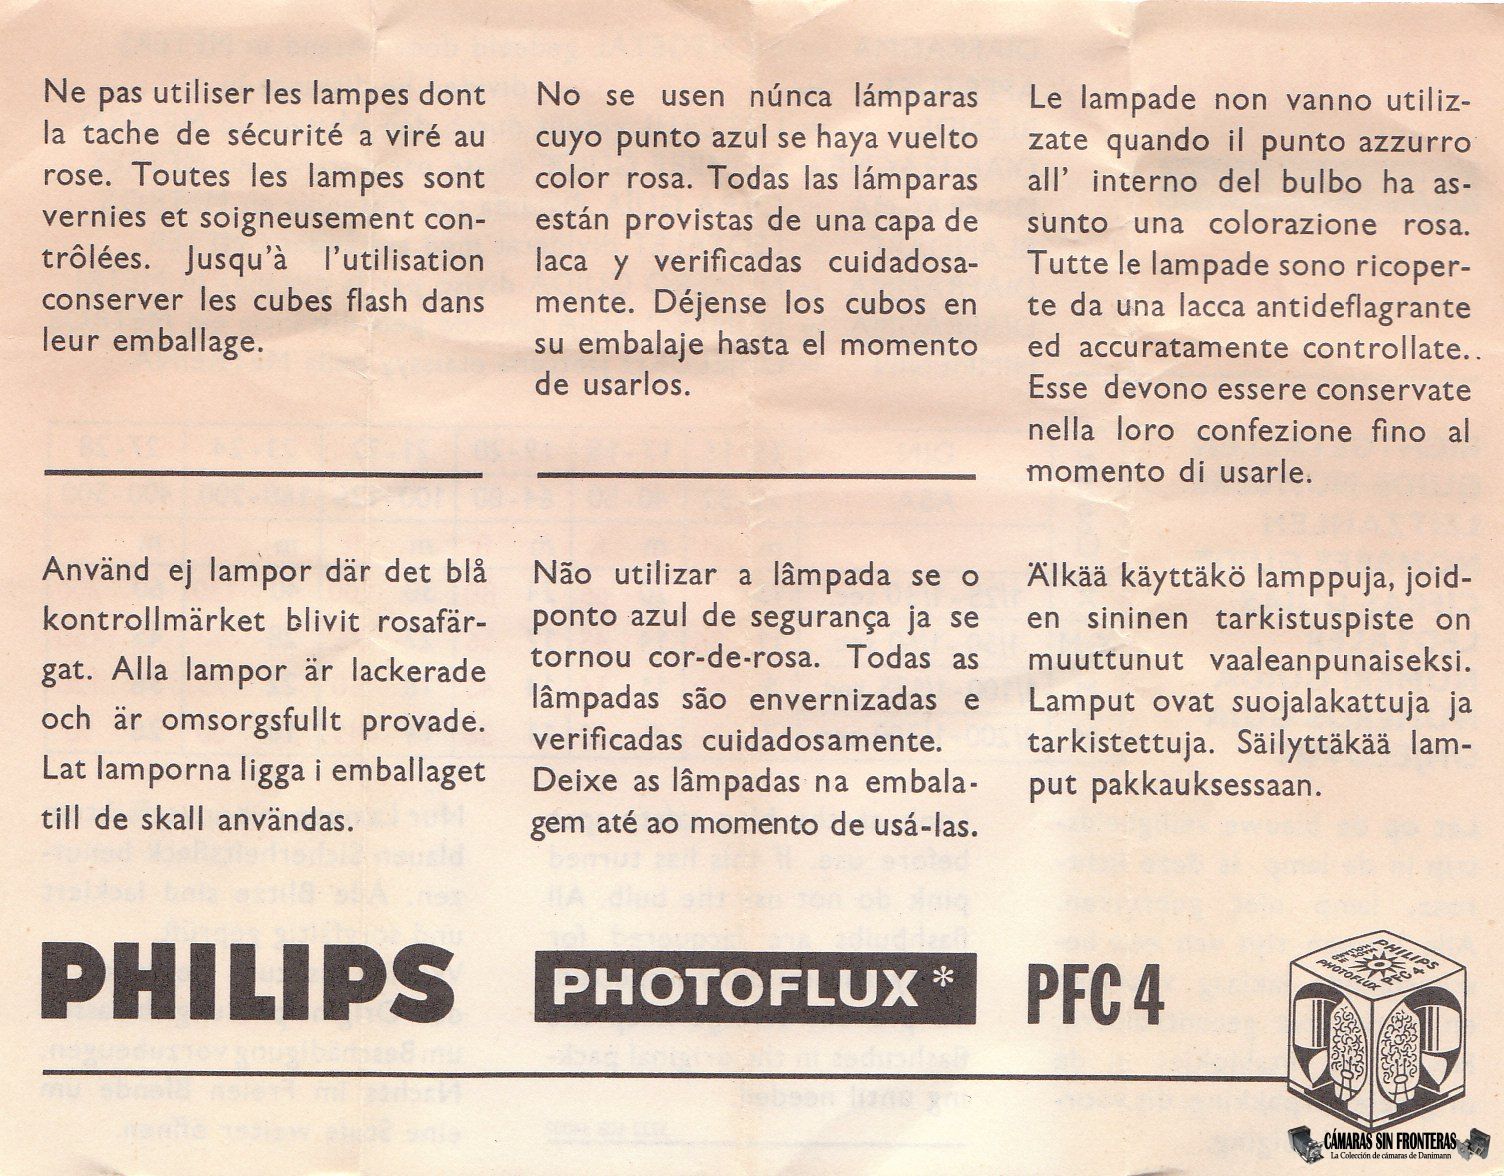 Ne pas utiliser les lampes dont
la tache de sécurité a viré au
rose. Toutes les lampes sont
vernies et soigneusement con-
trôlées. Jusqu'à l'utilisation
conserver les cubes flash dans
leur emballage.
No se usen núnca lámparas
cuyo punto azul se haya vuelto
color rosa. Todas las lámparas
están provistas de una capa de
laca y verificadas cuidadosa-
mente. Déjense los cubos en
su embalaje hasta el momento
de usarlos.
Le lampade non vanno utiliz-
zate quando il punto azzurro
all' interno del bulbo ha as-
sunto una colorazione rosa.
Tutte le lampade sono ricoper-
te da una lacca antideflagrante
ed accuratamente controllate..
Esse devono essere conservate
nella loro confezione fino al
momento di usarle.
Använd ej lampor där det blå
kontrollmärket blivit rosafär-
gat. Alla lampor är lackerade
och är omsorgsfullt provade.
Lat lamporna ligga i emballaget
till de skall användas.
Não utilizar a lâmpada se o
ponto azul de segurança ja se
tornou cor-de-rosa. Todas as
lâmpadas são envernizadas e
verificadas cuidadosamente.
Deixe as lâmpadas na embala-
gem até ao momento de usá-las.
Älkää käyttäkö lamppuja, joid-
en sininen tarkistuspiste on
muuttunut vaaleanpunaiseksi.
Lamput ovat suojalakattuja ja
tarkistettuja. Säilyttäkää lam-
put pakkauksessaan.
PHILIPS
PHOTOFLUX*
PFC 4
PHILIPS
PHOTOFLUX
PFC 4
CÁMARAS SIN FRONTERAS
La Colección de cámaras de Danimann